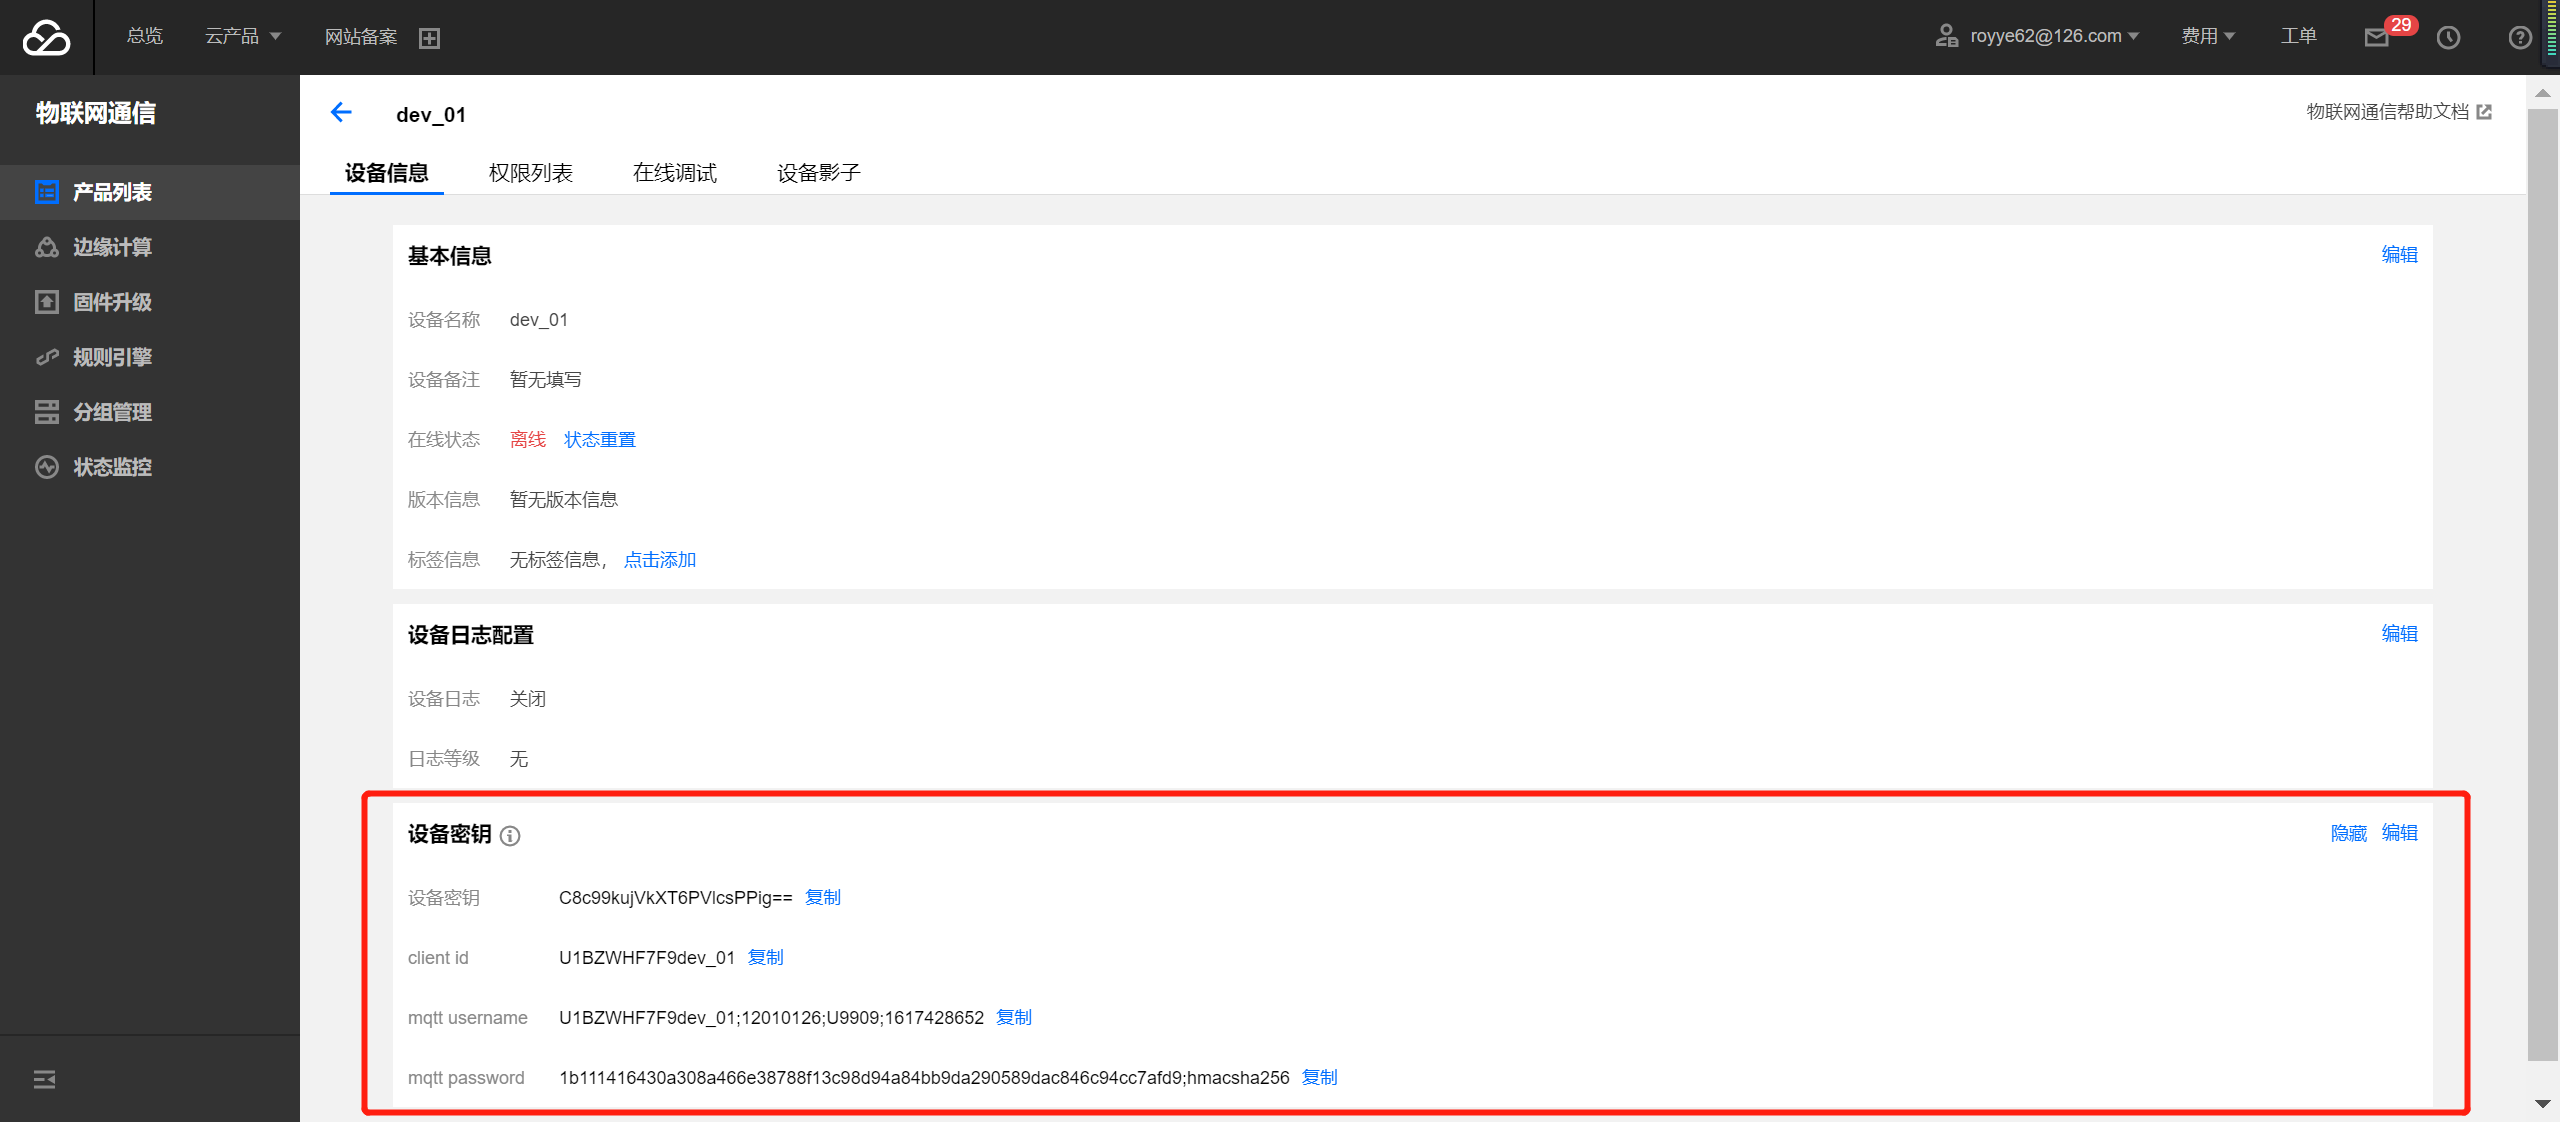 总览 云产品 网站备案 royye62@126.com 费用 工单 29
物联网通信
产品列表
边缘计算
固件升级
规则引擎
分组管理
状态监控
dev_01 物联网通信帮助文档
设备信息 权限列表 在线调试 设备影子
基本信息 编辑
设备名称 dev_01
设备备注 暂无填写
在线状态 离线 状态重置
版本信息 暂无版本信息
标签信息 无标签信息， 点击添加
设备日志配置 编辑
设备日志 关闭
日志等级 无
设备密钥 隐藏 编辑
设备密钥 C8c99kujVkXT6PVlcsPPig== 复制
client id U1BZWHF7F9dev_01 复制
mqtt username U1BZWHF7F9dev_01;12010126;U9909;1617428652 复制
mqtt password 1b111416430a308a466e38788f13c98d94a84bb9da290589dac846c94cc7afd9;hmacsha256 复制